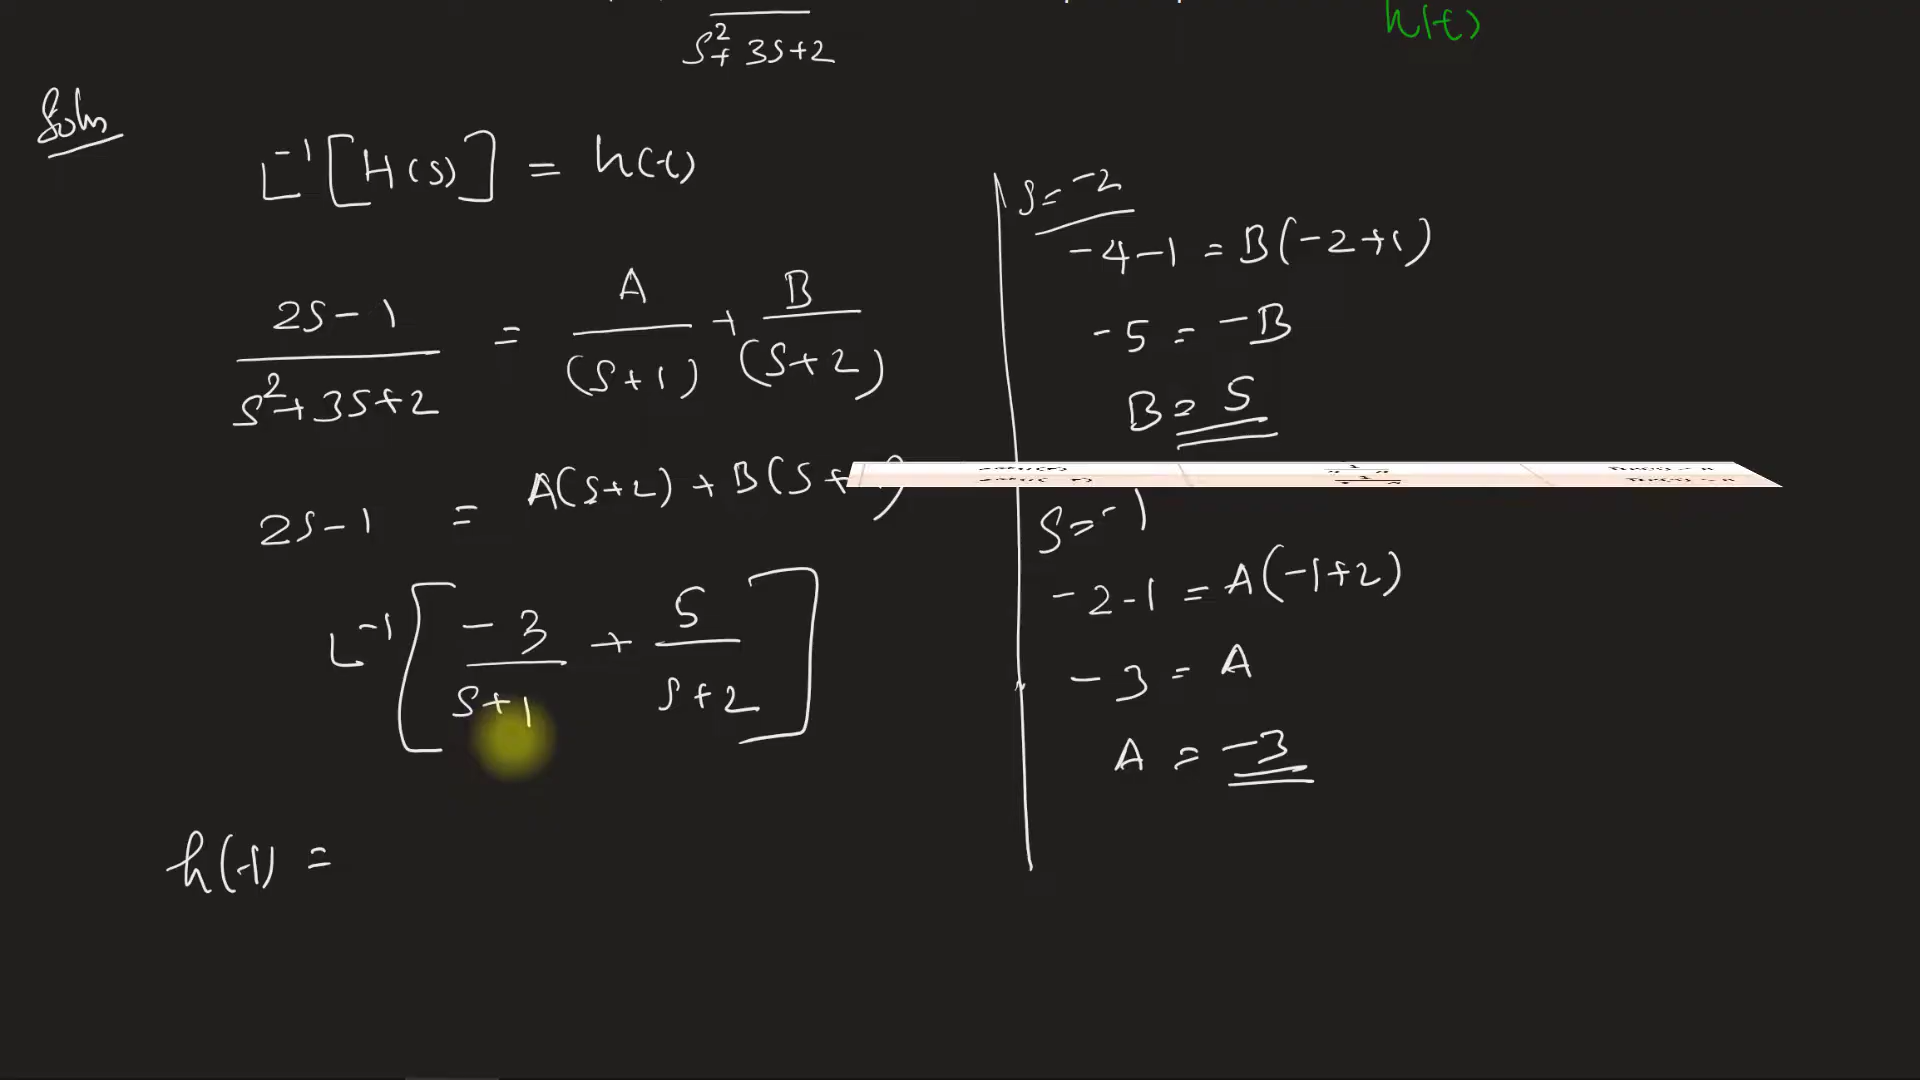 h(t)
s²+3s+2
Soln
L⁻¹[H(s)] = h(t)
2s-1/s²+3s+2 = A/(s+1) + B/(s+2)
2s-1 = A(s+2) + B(s+
L⁻¹[-3/s+1 + 5/s+2]
h(t) =
s=-2
-4-1 = B(-2+1)
-5 = -B
B = 5
s=-1
-2-1 = A(-1+2)
-3 = A
A = -3